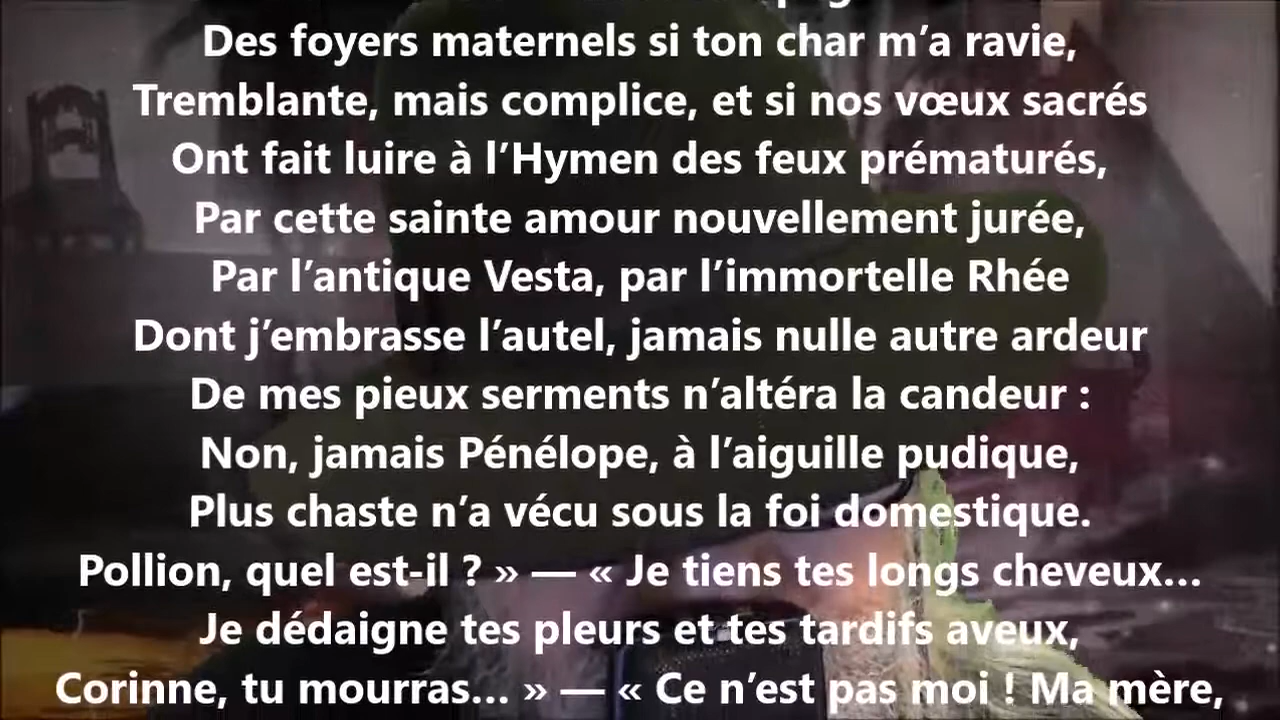 Des foyers maternels si ton char m’a ravie,
Tremblante, mais complice, et si nos vœux sacrés
Ont fait luire à l’Hymen des feux prématurés,
Par cette sainte amour nouvellement jurée,
Par l’antique Vesta, par l’immortelle Rhée
Dont j’embrasse l’autel, jamais nulle autre ardeur
De mes pieux serments n’altéra la candeur :
Non, jamais Pénélope, à l’aiguille pudique,
Plus chaste n’a vécu sous la foi domestique.
Pollion, quel est-il ? » — « Je tiens tes longs cheveux…
Je dédaigne tes pleurs et tes tardifs aveux,
Corinne, tu mourras… » — « Ce n’est pas moi ! Ma mère,